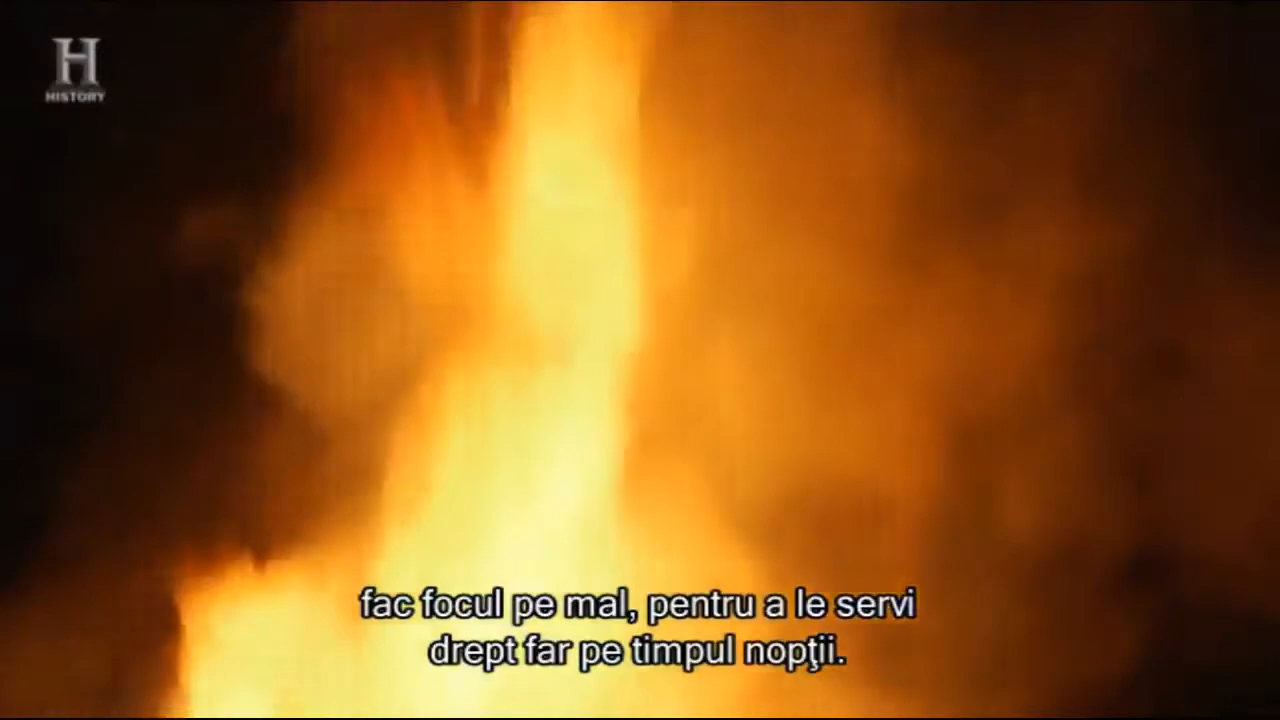 H
HISTORY
fac focul pe mal, pentru a le servi
drept far pe timpul nopţii.